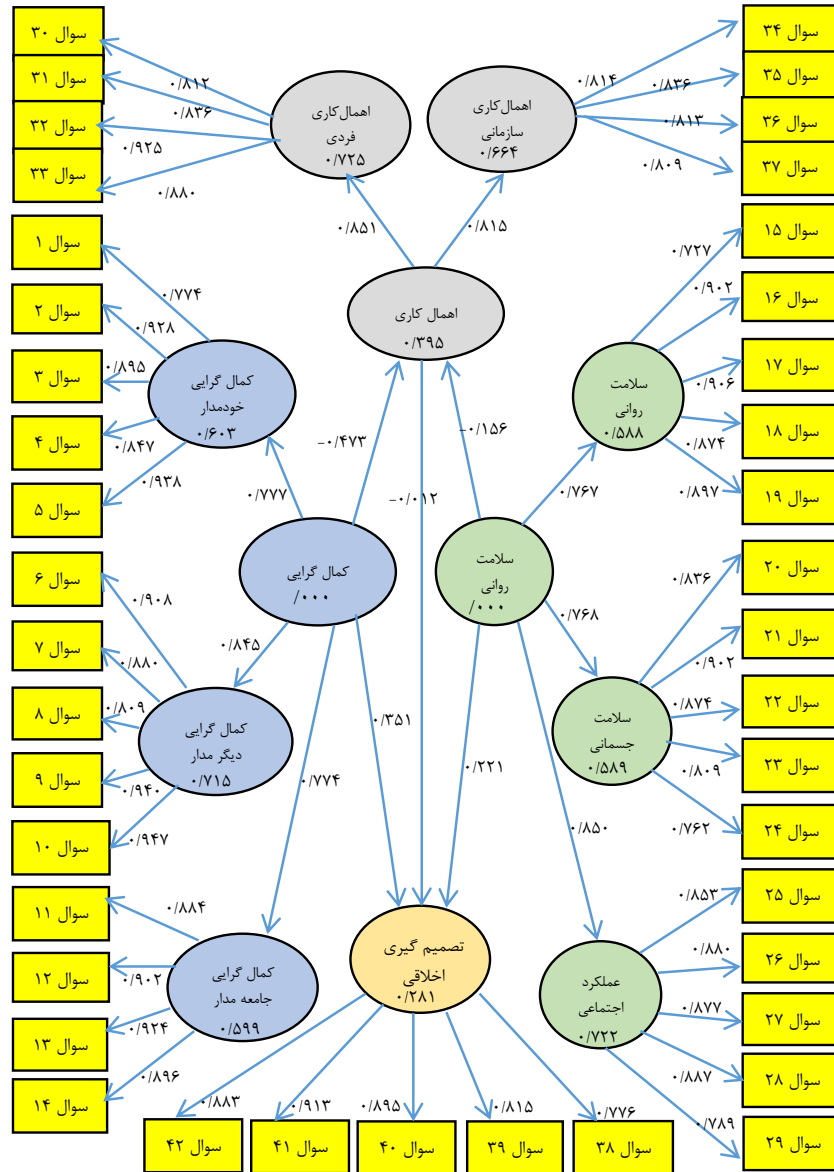 سوال ۳۰
سوال ۳۱
سوال ۳۲
سوال ۳۳
۰/۸۱۲
۰/۸۳۶
۰/۹۲۵
۰/۸۸۰
اهمال‌کاری
فردی
۰/۷۲۵
اهمال‌کاری
سازمانی
۰/۶۶۴
سوال ۳۴
سوال ۳۵
سوال ۳۶
سوال ۳۷
۰/۸۱۴
۰/۸۳۶
۰/۸۱۳
۰/۸۰۹
۰/۸۵۱
۰/۸۱۵
اهمال کاری
۰/۳۹۵
سوال ۱
سوال ۲
سوال ۳
سوال ۴
سوال ۵
۰/۷۷۴
۰/۹۲۸
۰/۸۹۵
۰/۸۴۷
۰/۹۳۸
کمال گرایی
خودمدار
۰/۶۰۳
سوال ۱۵
سوال ۱۶
سوال ۱۷
سوال ۱۸
سوال ۱۹
۰/۷۲۷
۰/۹۰۲
۰/۹۰۶
۰/۸۷۴
۰/۸۹۷
سلامت
روانی
۰/۵۸۸
-۰/۴۷۳
-۰/۱۵۶
-۰/۰۱۲
۰/۷۷۷
۰/۷۶۷
کمال گرایی
/۰۰۰
سلامت
روانی
/۰۰۰
۰/۸۴۵
۰/۷۶۸
۰/۳۵۱
۰/۲۲۱
۰/۷۷۴
۰/۸۵۰
سوال ۶
سوال ۷
سوال ۸
سوال ۹
سوال ۱۰
۰/۹۰۸
۰/۸۸۰
۰/۸۰۹
۰/۹۴۰
۰/۹۴۷
کمال گرایی
دیگر مدار
۰/۷۱۵
سوال ۲۰
سوال ۲۱
سوال ۲۲
سوال ۲۳
سوال ۲۴
۰/۸۳۶
۰/۹۰۲
۰/۸۷۴
۰/۸۰۹
۰/۷۶۲
سلامت
جسمانی
۰/۵۸۹
سوال ۱۱
سوال ۱۲
سوال ۱۳
سوال ۱۴
۰/۸۸۴
۰/۹۰۲
۰/۹۲۴
۰/۸۹۶
کمال گرایی
جامعه مدار
۰/۵۹۹
تصمیم گیری
اخلاقی
۰/۲۸۱
عملکرد
اجتماعی
۰/۷۲۲
سوال ۲۵
سوال ۲۶
سوال ۲۷
سوال ۲۸
سوال ۲۹
۰/۸۵۳
۰/۸۸۰
۰/۸۷۷
۰/۸۸۷
۰/۷۸۹
۰/۸۸۳
۰/۹۱۳
۰/۸۹۵
۰/۸۱۵
۰/۷۷۶
سوال ۴۲
سوال ۴۱
سوال ۴۰
سوال ۳۹
سوال ۳۸